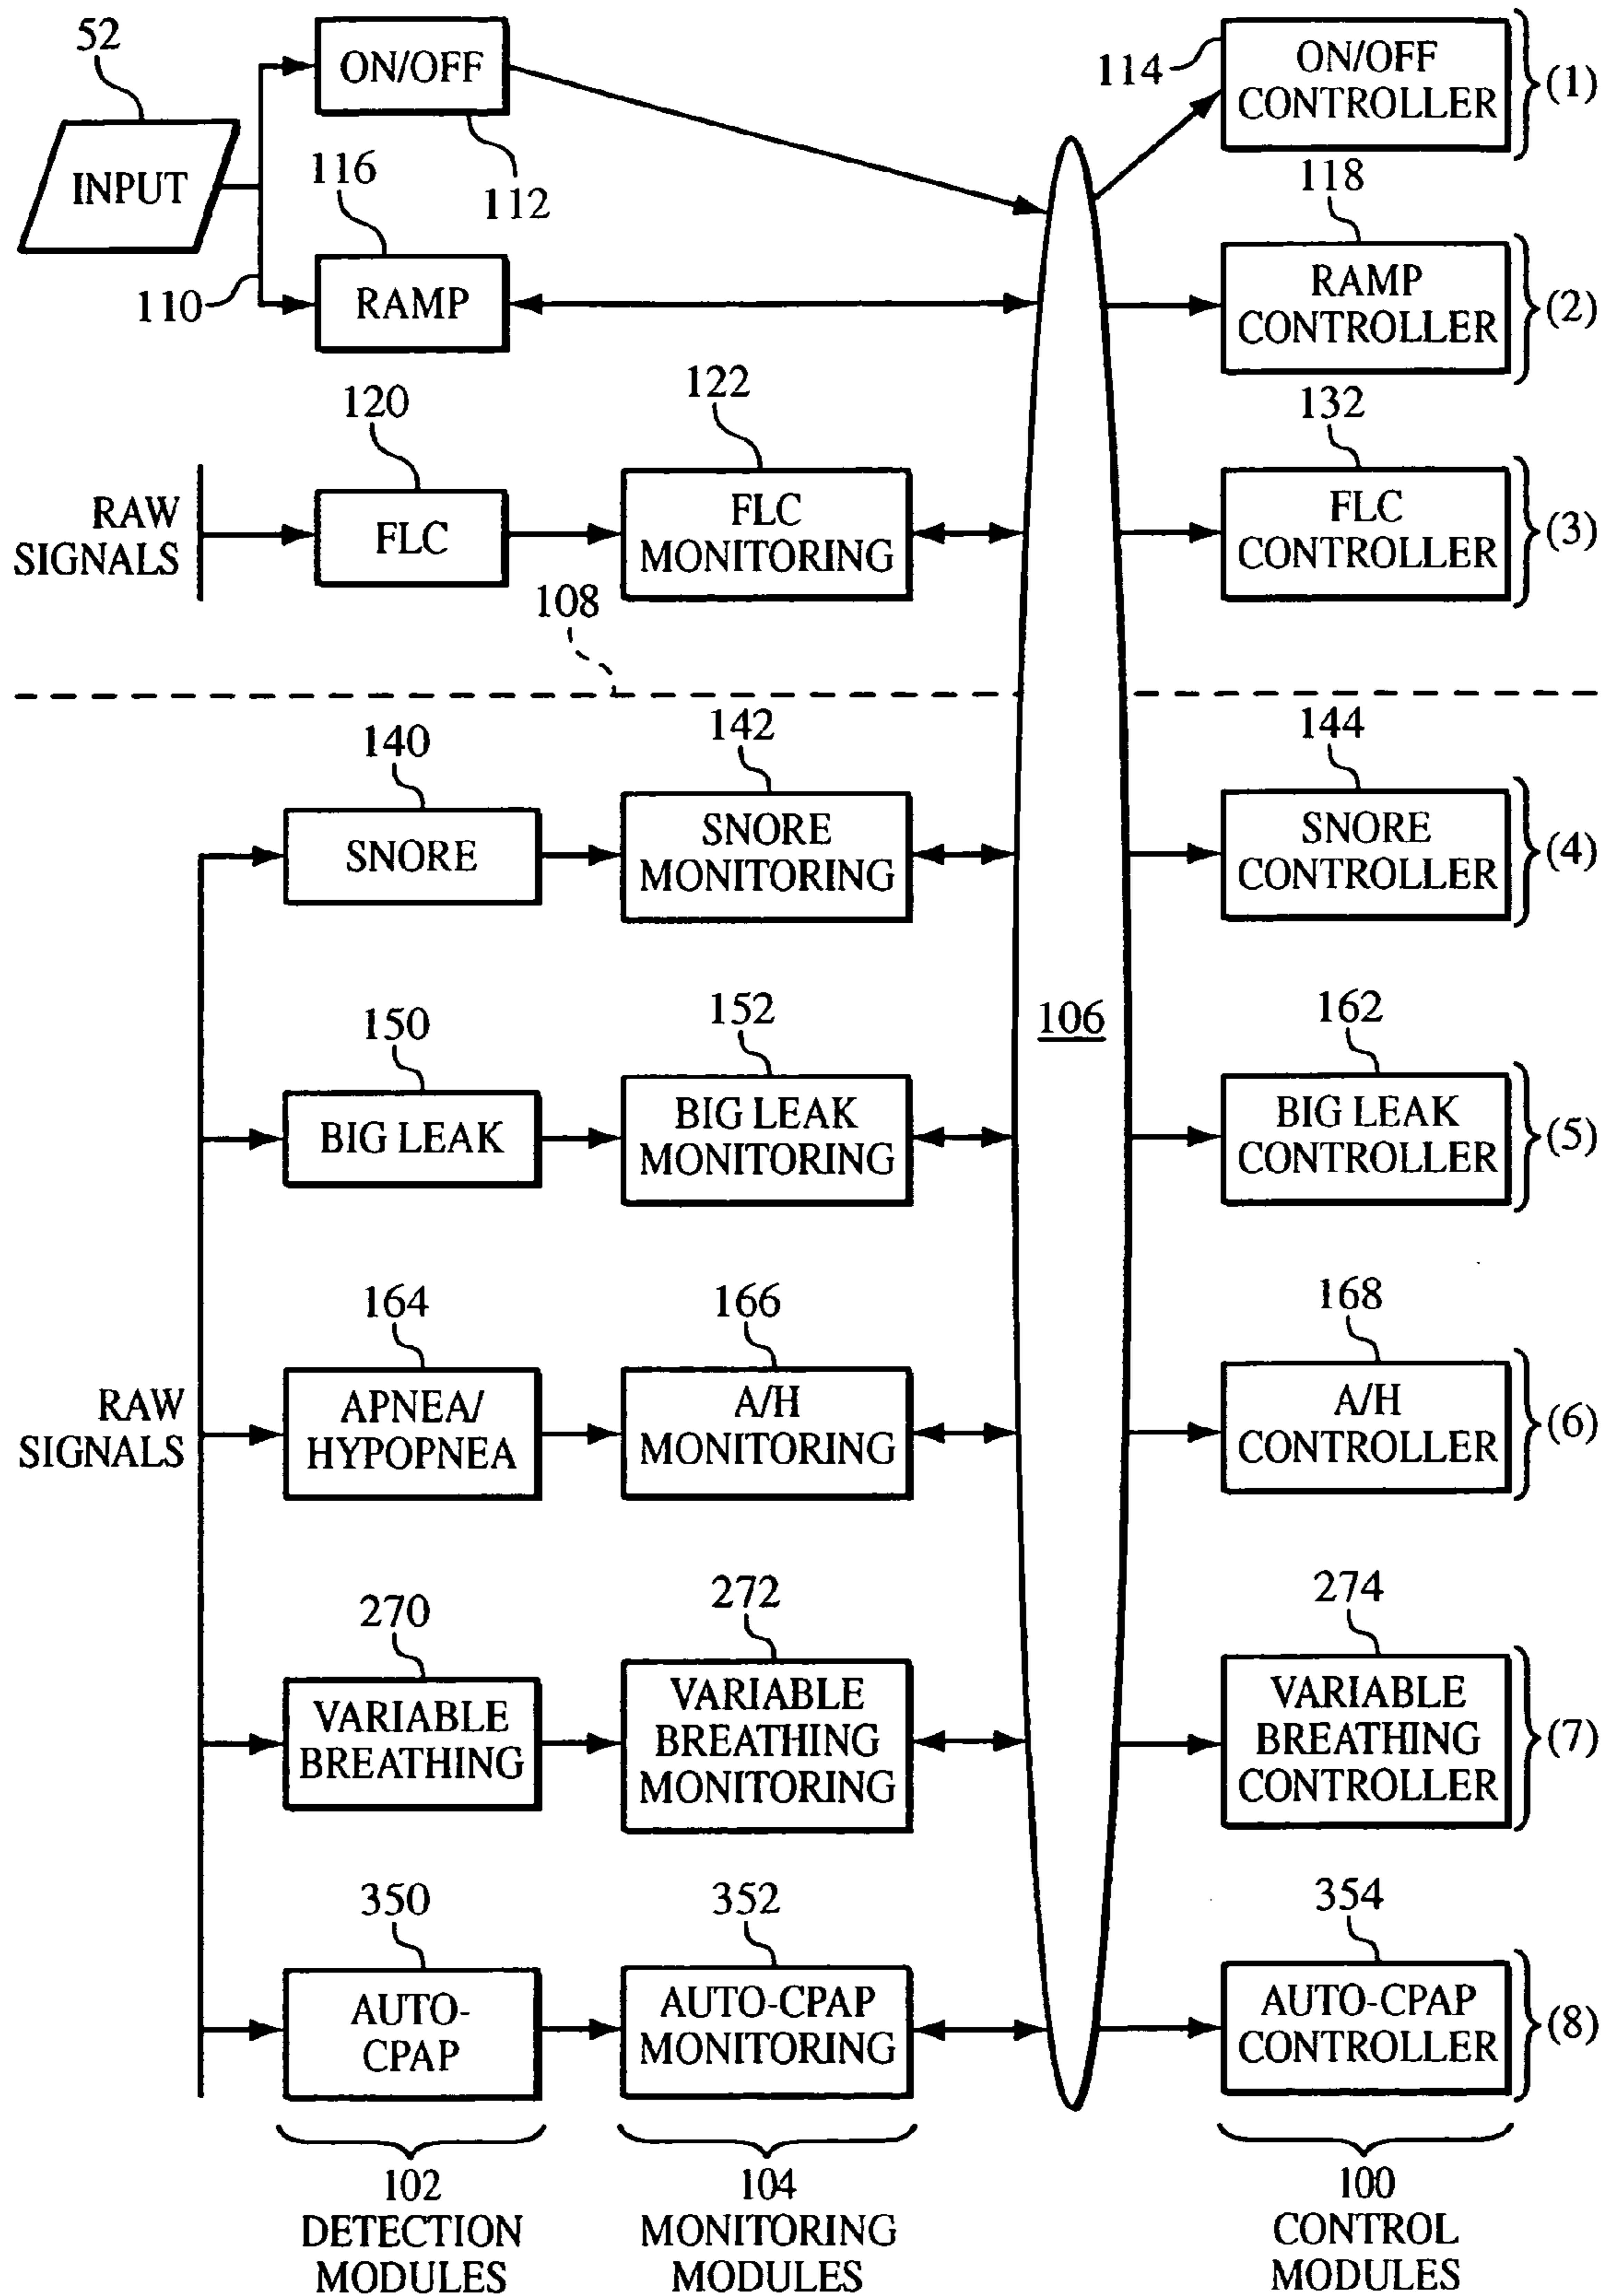 52
INPUT
110
ON/OFF
112
116
RAMP
114
ON/OFF
CONTROLLER
(1)
118
RAMP
CONTROLLER
(2)
RAW
SIGNALS
120
FLC
122
FLC
MONITORING
132
FLC
CONTROLLER
(3)
108
140
SNORE
142
SNORE
MONITORING
144
SNORE
CONTROLLER
(4)
150
BIG LEAK
152
BIG LEAK
MONITORING
106
162
BIG LEAK
CONTROLLER
(5)
RAW
SIGNALS
164
APNEA/
HYPOPNEA
166
A/H
MONITORING
168
A/H
CONTROLLER
(6)
270
VARIABLE
BREATHING
272
VARIABLE
BREATHING
MONITORING
274
VARIABLE
BREATHING
CONTROLLER
(7)
350
AUTO-
CPAP
352
AUTO-CPAP
MONITORING
354
AUTO-CPAP
CONTROLLER
(8)
102
DETECTION
MODULES
104
MONITORING
MODULES
100
CONTROL
MODULES